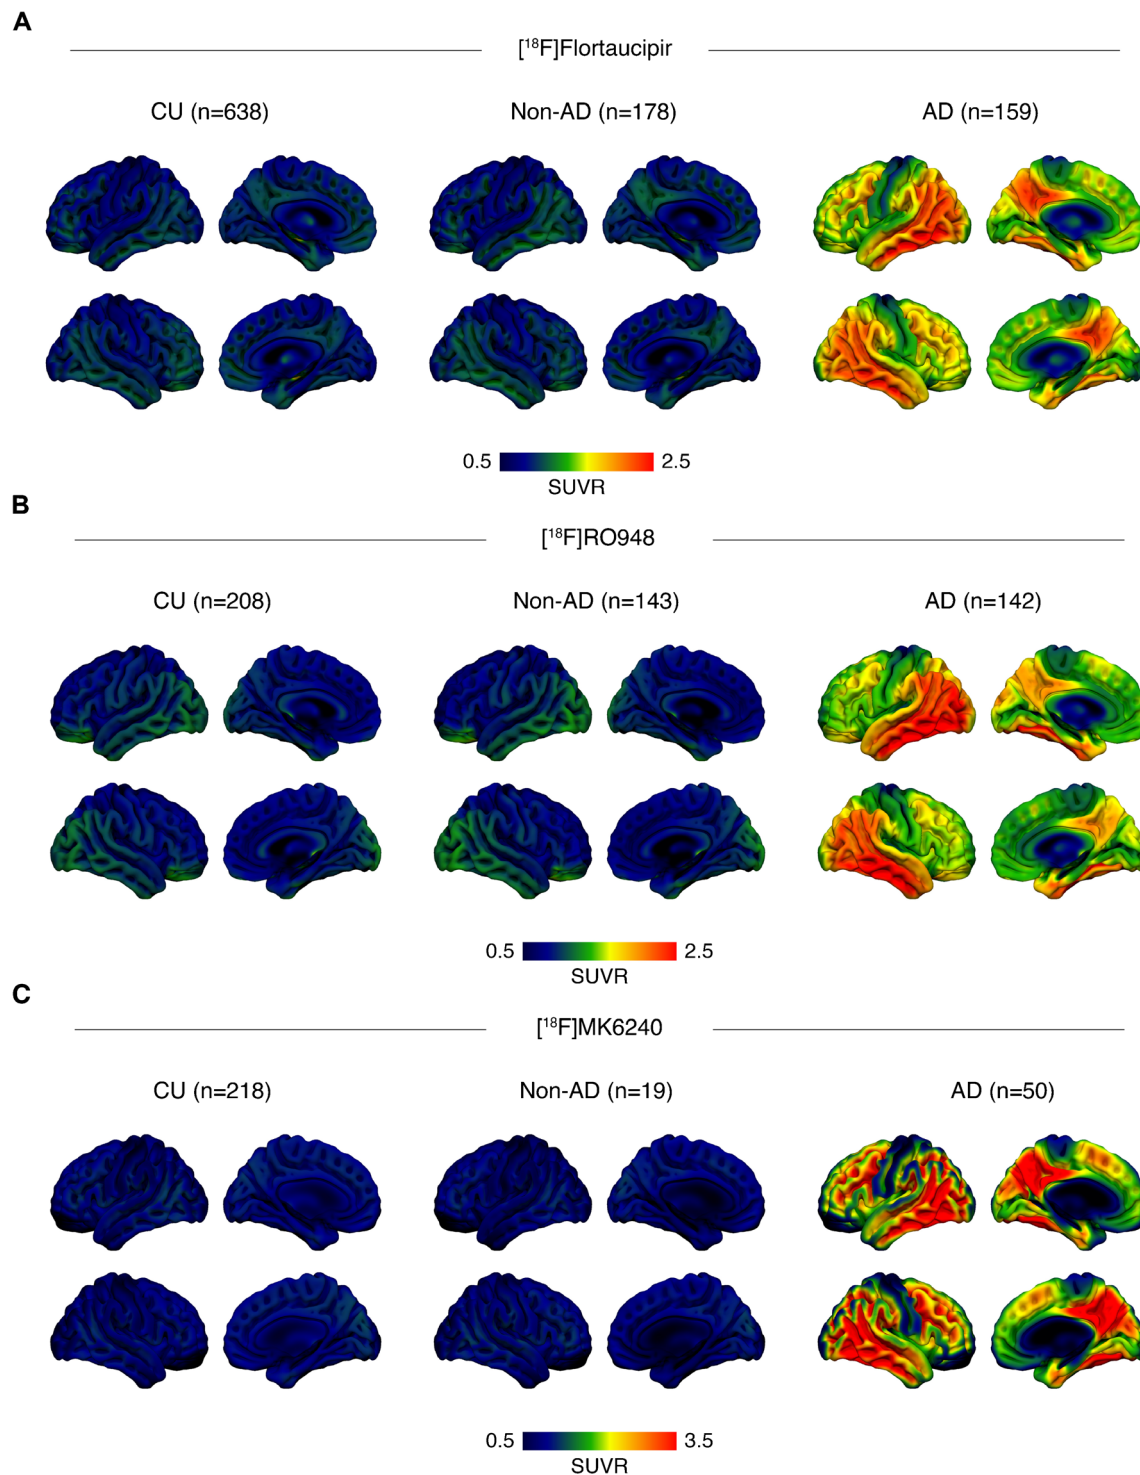 A
[¹⁸F]Flortaucipir
CU (n=638) Non-AD (n=178) AD (n=159)
0.5 2.5
SUVR
B
[¹⁸F]RO948
CU (n=208) Non-AD (n=143) AD (n=142)
0.5 2.5
SUVR
C
[¹⁸F]MK6240
CU (n=218) Non-AD (n=19) AD (n=50)
0.5 3.5
SUVR